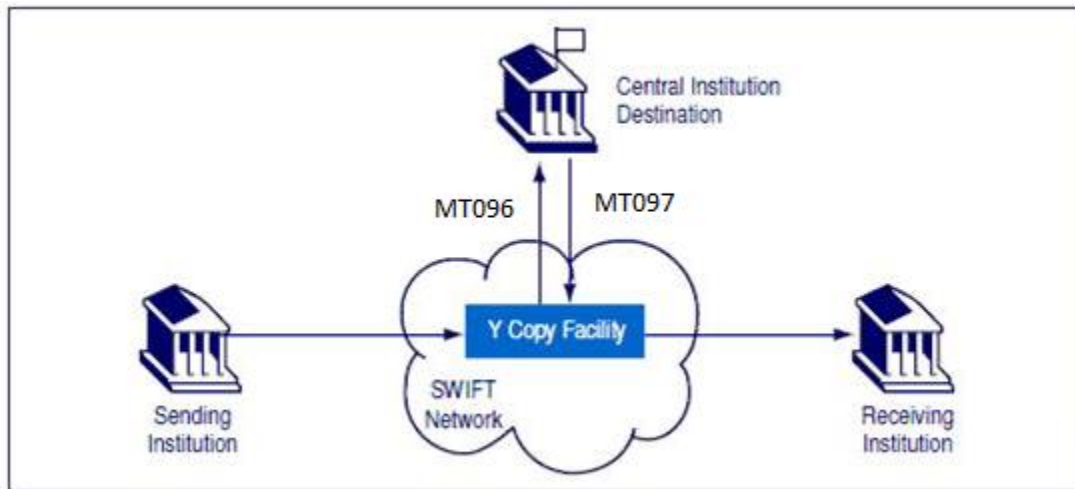 Central Institution
Destination
MT096
MT097
Y Copy Facility
SWIFT
Network
Sending
Institution
Receiving
Institution